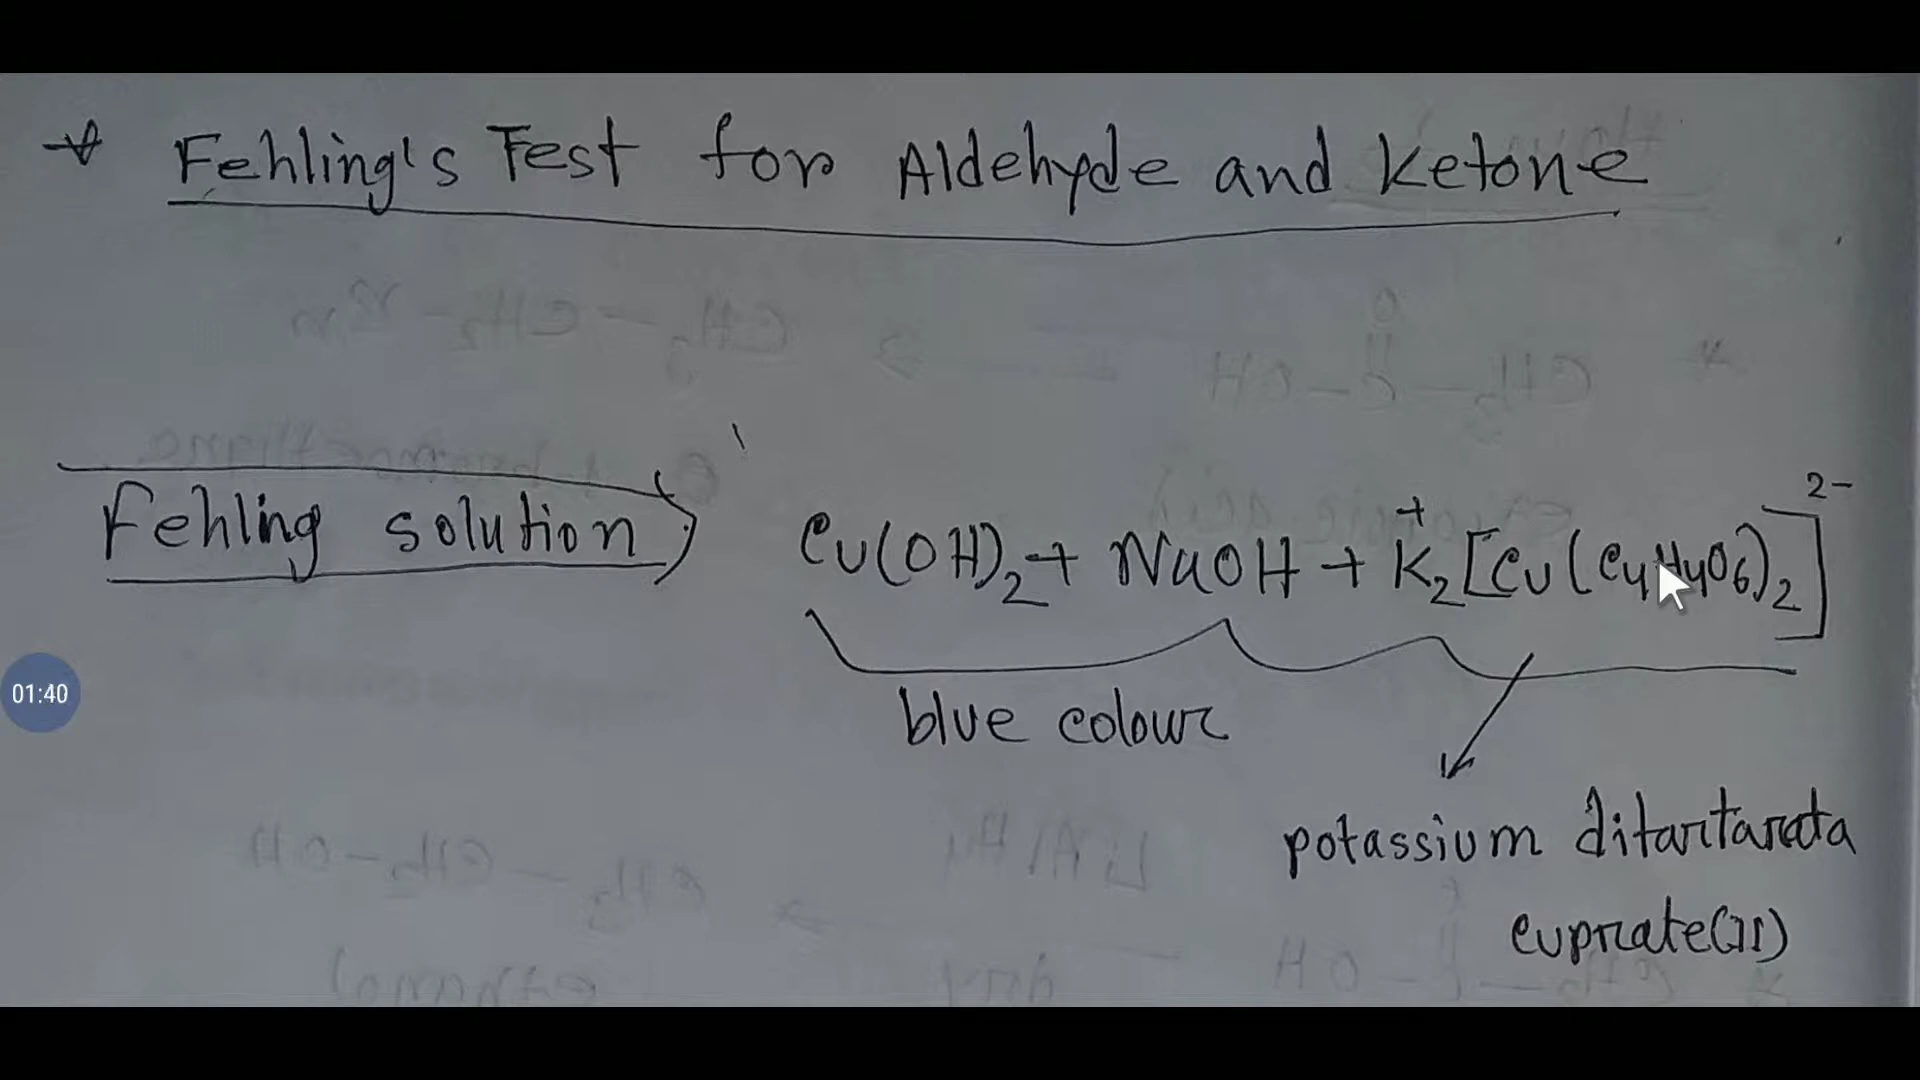 * Fehling's Test for Aldehyde and Ketone
Fehling solution
Cu(OH)₂ + NaOH + K₂⁺[Cu(C₄H₄O₆)₂]²⁻
blue colour
01:40
potassium ditartarata
cuprate(II)